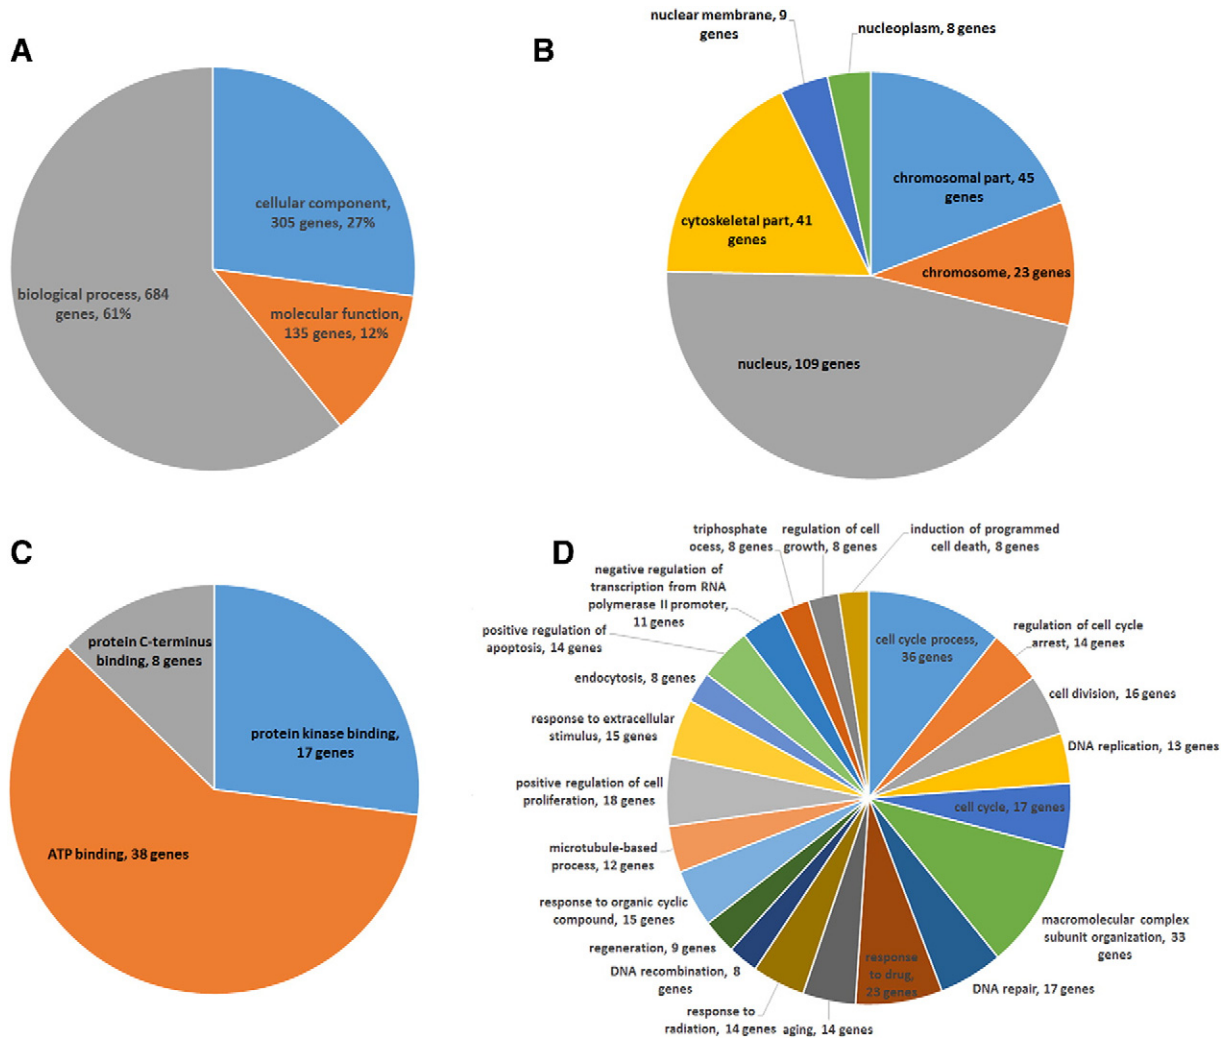 A
cellular component,
305 genes, 27%
molecular function,
135 genes, 12%
biological process, 684
genes, 61%
B
nuclear membrane, 9
genes
nucleoplasm, 8 genes
chromosomal part, 45
genes
cytoskeletal part, 41
genes
chromosome, 23 genes
nucleus, 109 genes
C
protein C-terminus
binding, 8 genes
protein kinase binding,
17 genes
ATP binding, 38 genes
D
triphosphate
ocess, 8 genes
regulation of cell
growth, 8 genes
induction of programmed
cell death, 8 genes
negative regulation of
transcription from RNA
polymerase II promoter,
11 genes
positive regulation of
apoptosis, 14 genes
endocytosis, 8 genes
response to extracellular
stimulus, 15 genes
positive regulation of cell
proliferation, 18 genes
microtubule-based
process, 12 genes
response to organic cyclic
compound, 15 genes
regeneration, 9 genes
DNA recombination, 8
genes
response to
radiation, 14 genes
aging, 14 genes
response
to drug,
23 genes
DNA repair, 17 genes
macromolecular complex
subunit organization, 33
genes
cell cycle, 17 genes
DNA replication, 13 genes
cell division, 16 genes
regulation of cell cycle
arrest, 14 genes
cell cycle process,
36 genes